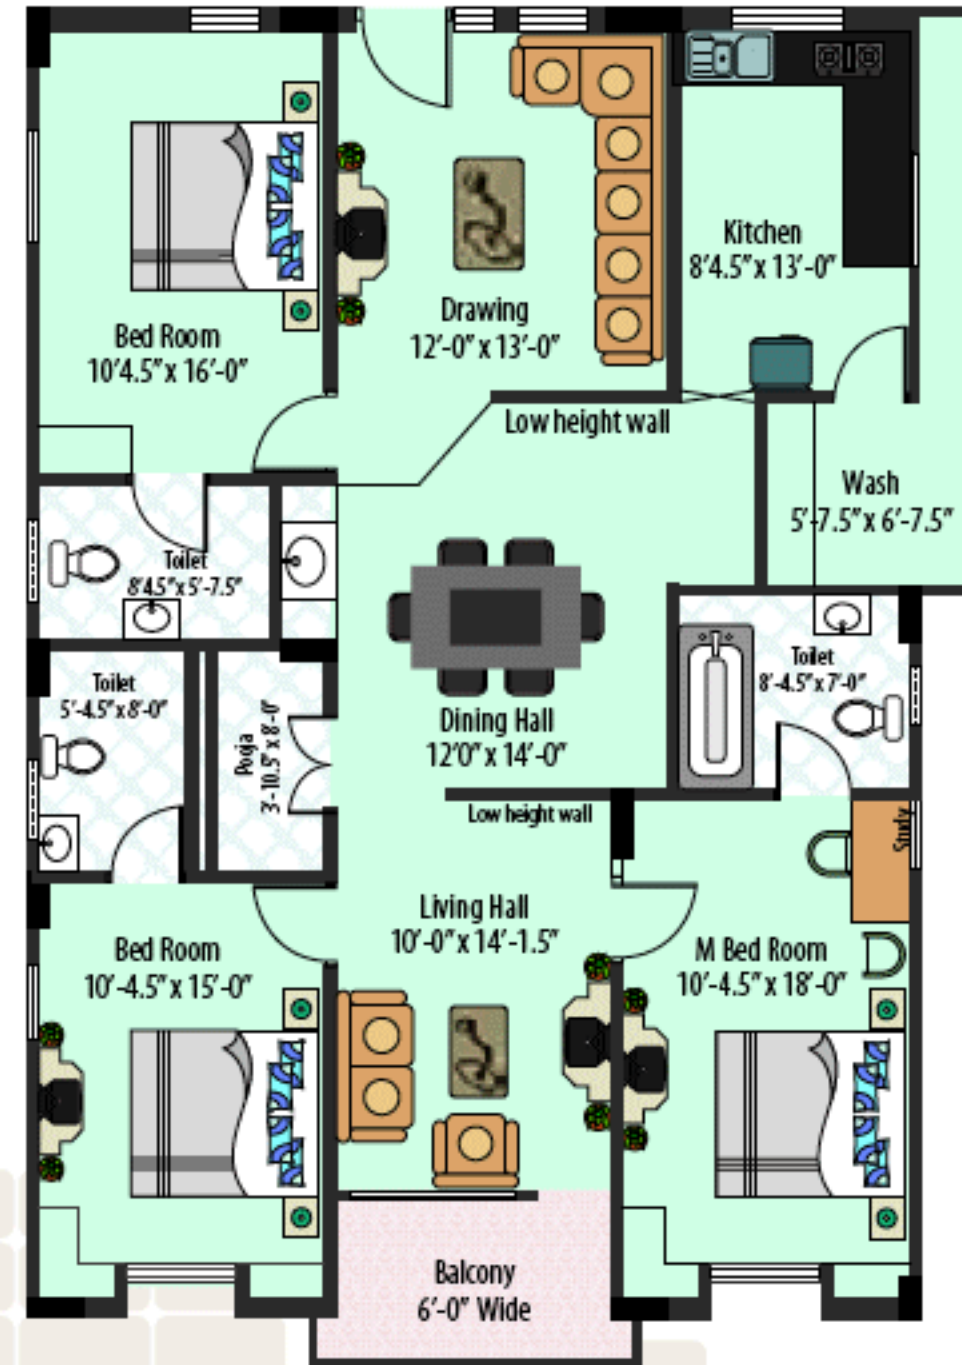 Kitchen
8'4.5" x 13'-0"
Drawing
12'-0" x 13'-0"
Bed Room
10'4.5" x 16'-0"
Low height wall
Wash
5'-7.5" x 6'-7.5"
Toilet
8'4.5" x 5'-7.5"
Toilet
8'-4.5" x 7'-0"
Toilet
5'-4.5" x 8'-0"
Pooja
3'-10.5" x 8'-0"
Dining Hall
12'0" x 14'-0"
Low height wall
Study
Living Hall
10'-0" x 14'-1.5"
Bed Room
10'-4.5" x 15'-0"
M Bed Room
10'-4.5" x 18'-0"
Balcony
6'-0" Wide